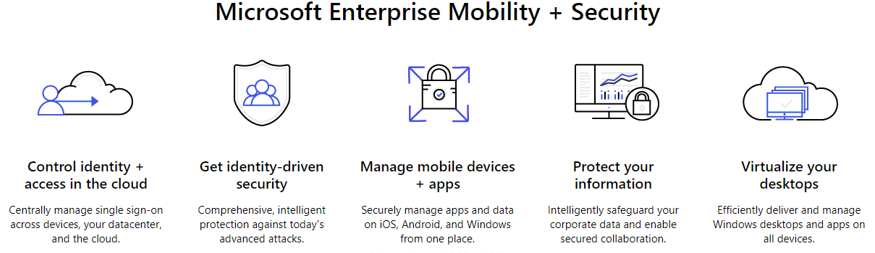 Microsoft Enterprise Mobility + Security
Control identity +
access in the cloud
Centrally manage single sign-on
across devices, your datacenter,
and the cloud.
Get identity-driven
security
Comprehensive, intelligent
protection against today's
advanced attacks.
Manage mobile devices
+ apps
Securely manage apps and data
on iOS, Android, and Windows
from one place.
Protect your
information
Intelligently safeguard your
corporate data and enable
secured collaboration.
Virtualize your
desktops
Efficiently deliver and manage
Windows desktops and apps on
all devices.